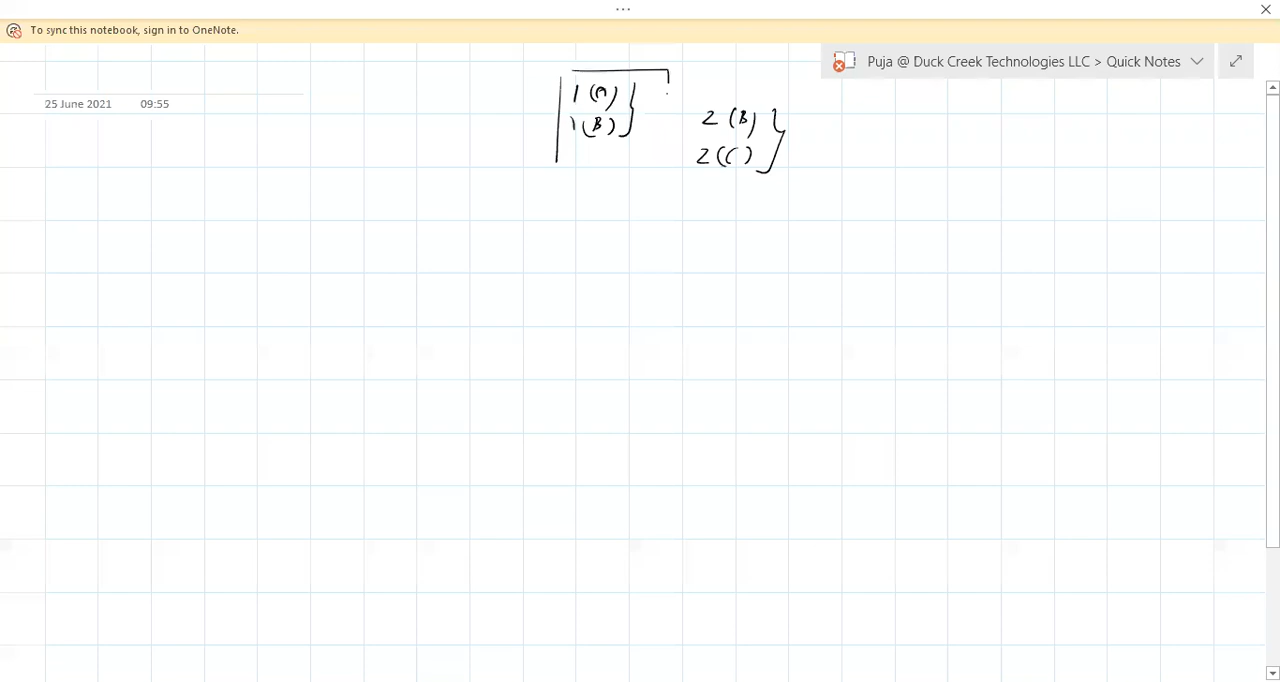 ...
To sync this notebook, sign in to OneNote.
Puja @ Duck Creek Technologies LLC > Quick Notes
25 June 2021 09:55
1 (A)
1 (B)
2 (B)
2 (C)